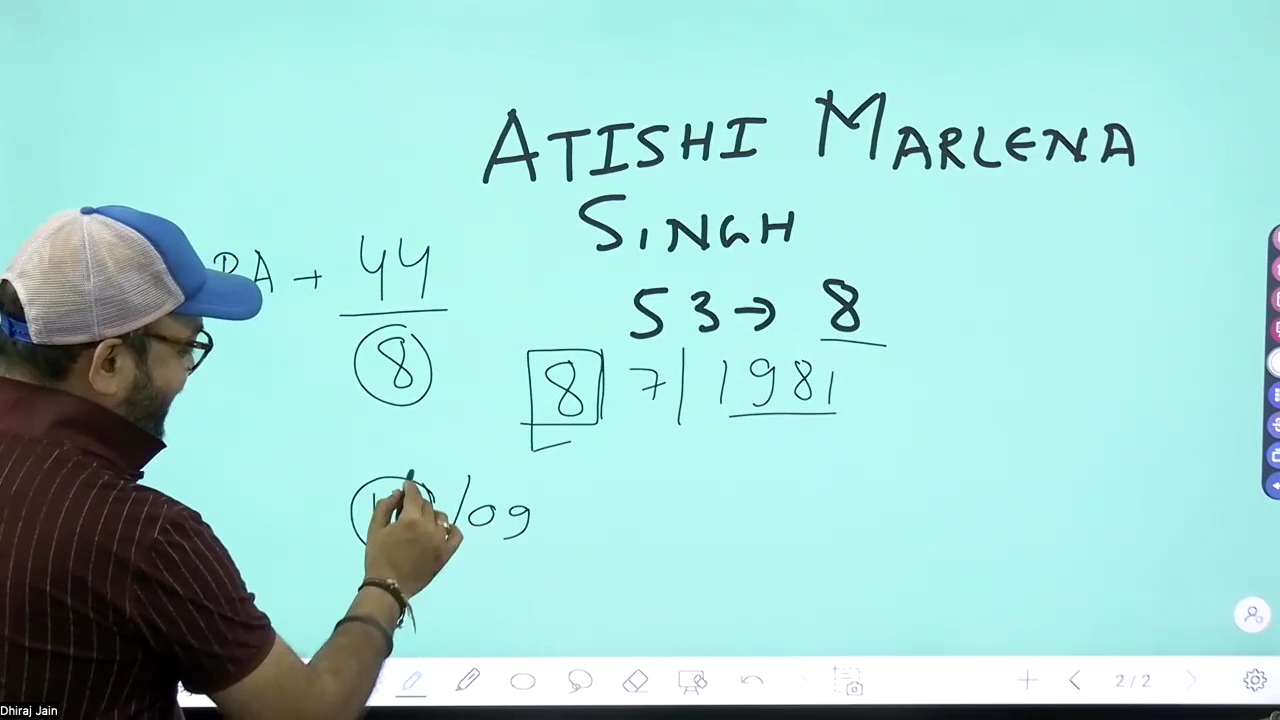 ATISHI MARLENA
SINGH
A + 44
8
53 → 8
8 7 | 1981
/09
2/2
Dhiraj Jain